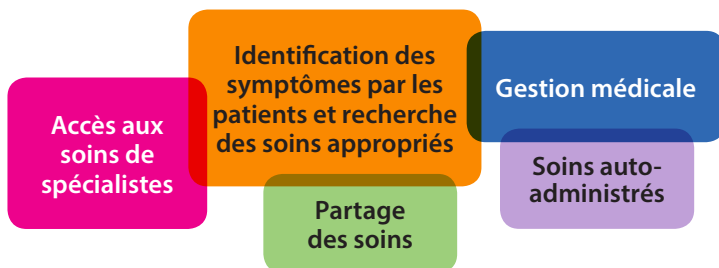 Identification des
symptômes par les
patients et recherche
des soins appropriés
Gestion médicale
Accès aux
soins de
spécialistes
Soins auto-
administrés
Partage
des soins